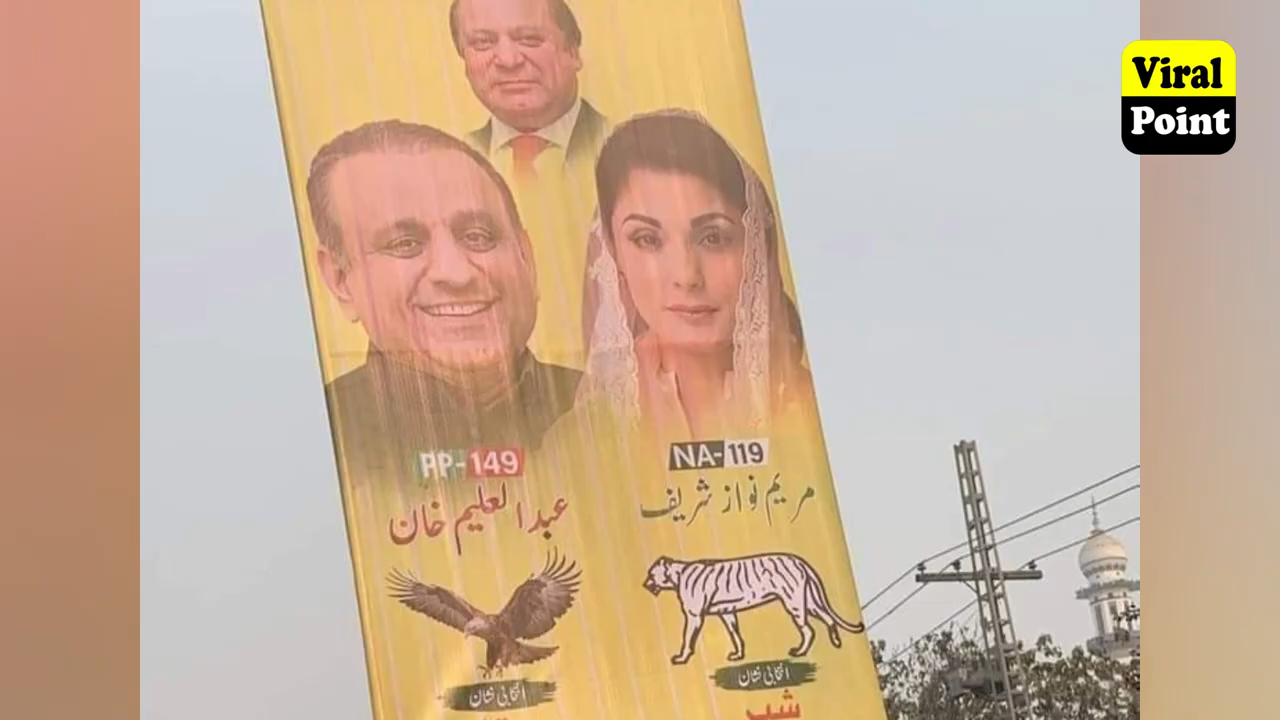 Viral
Point
PP-149
NA-119
عبدالعلیم خان
مریم نواز شریف
انتخابی نشان
انتخابی نشان